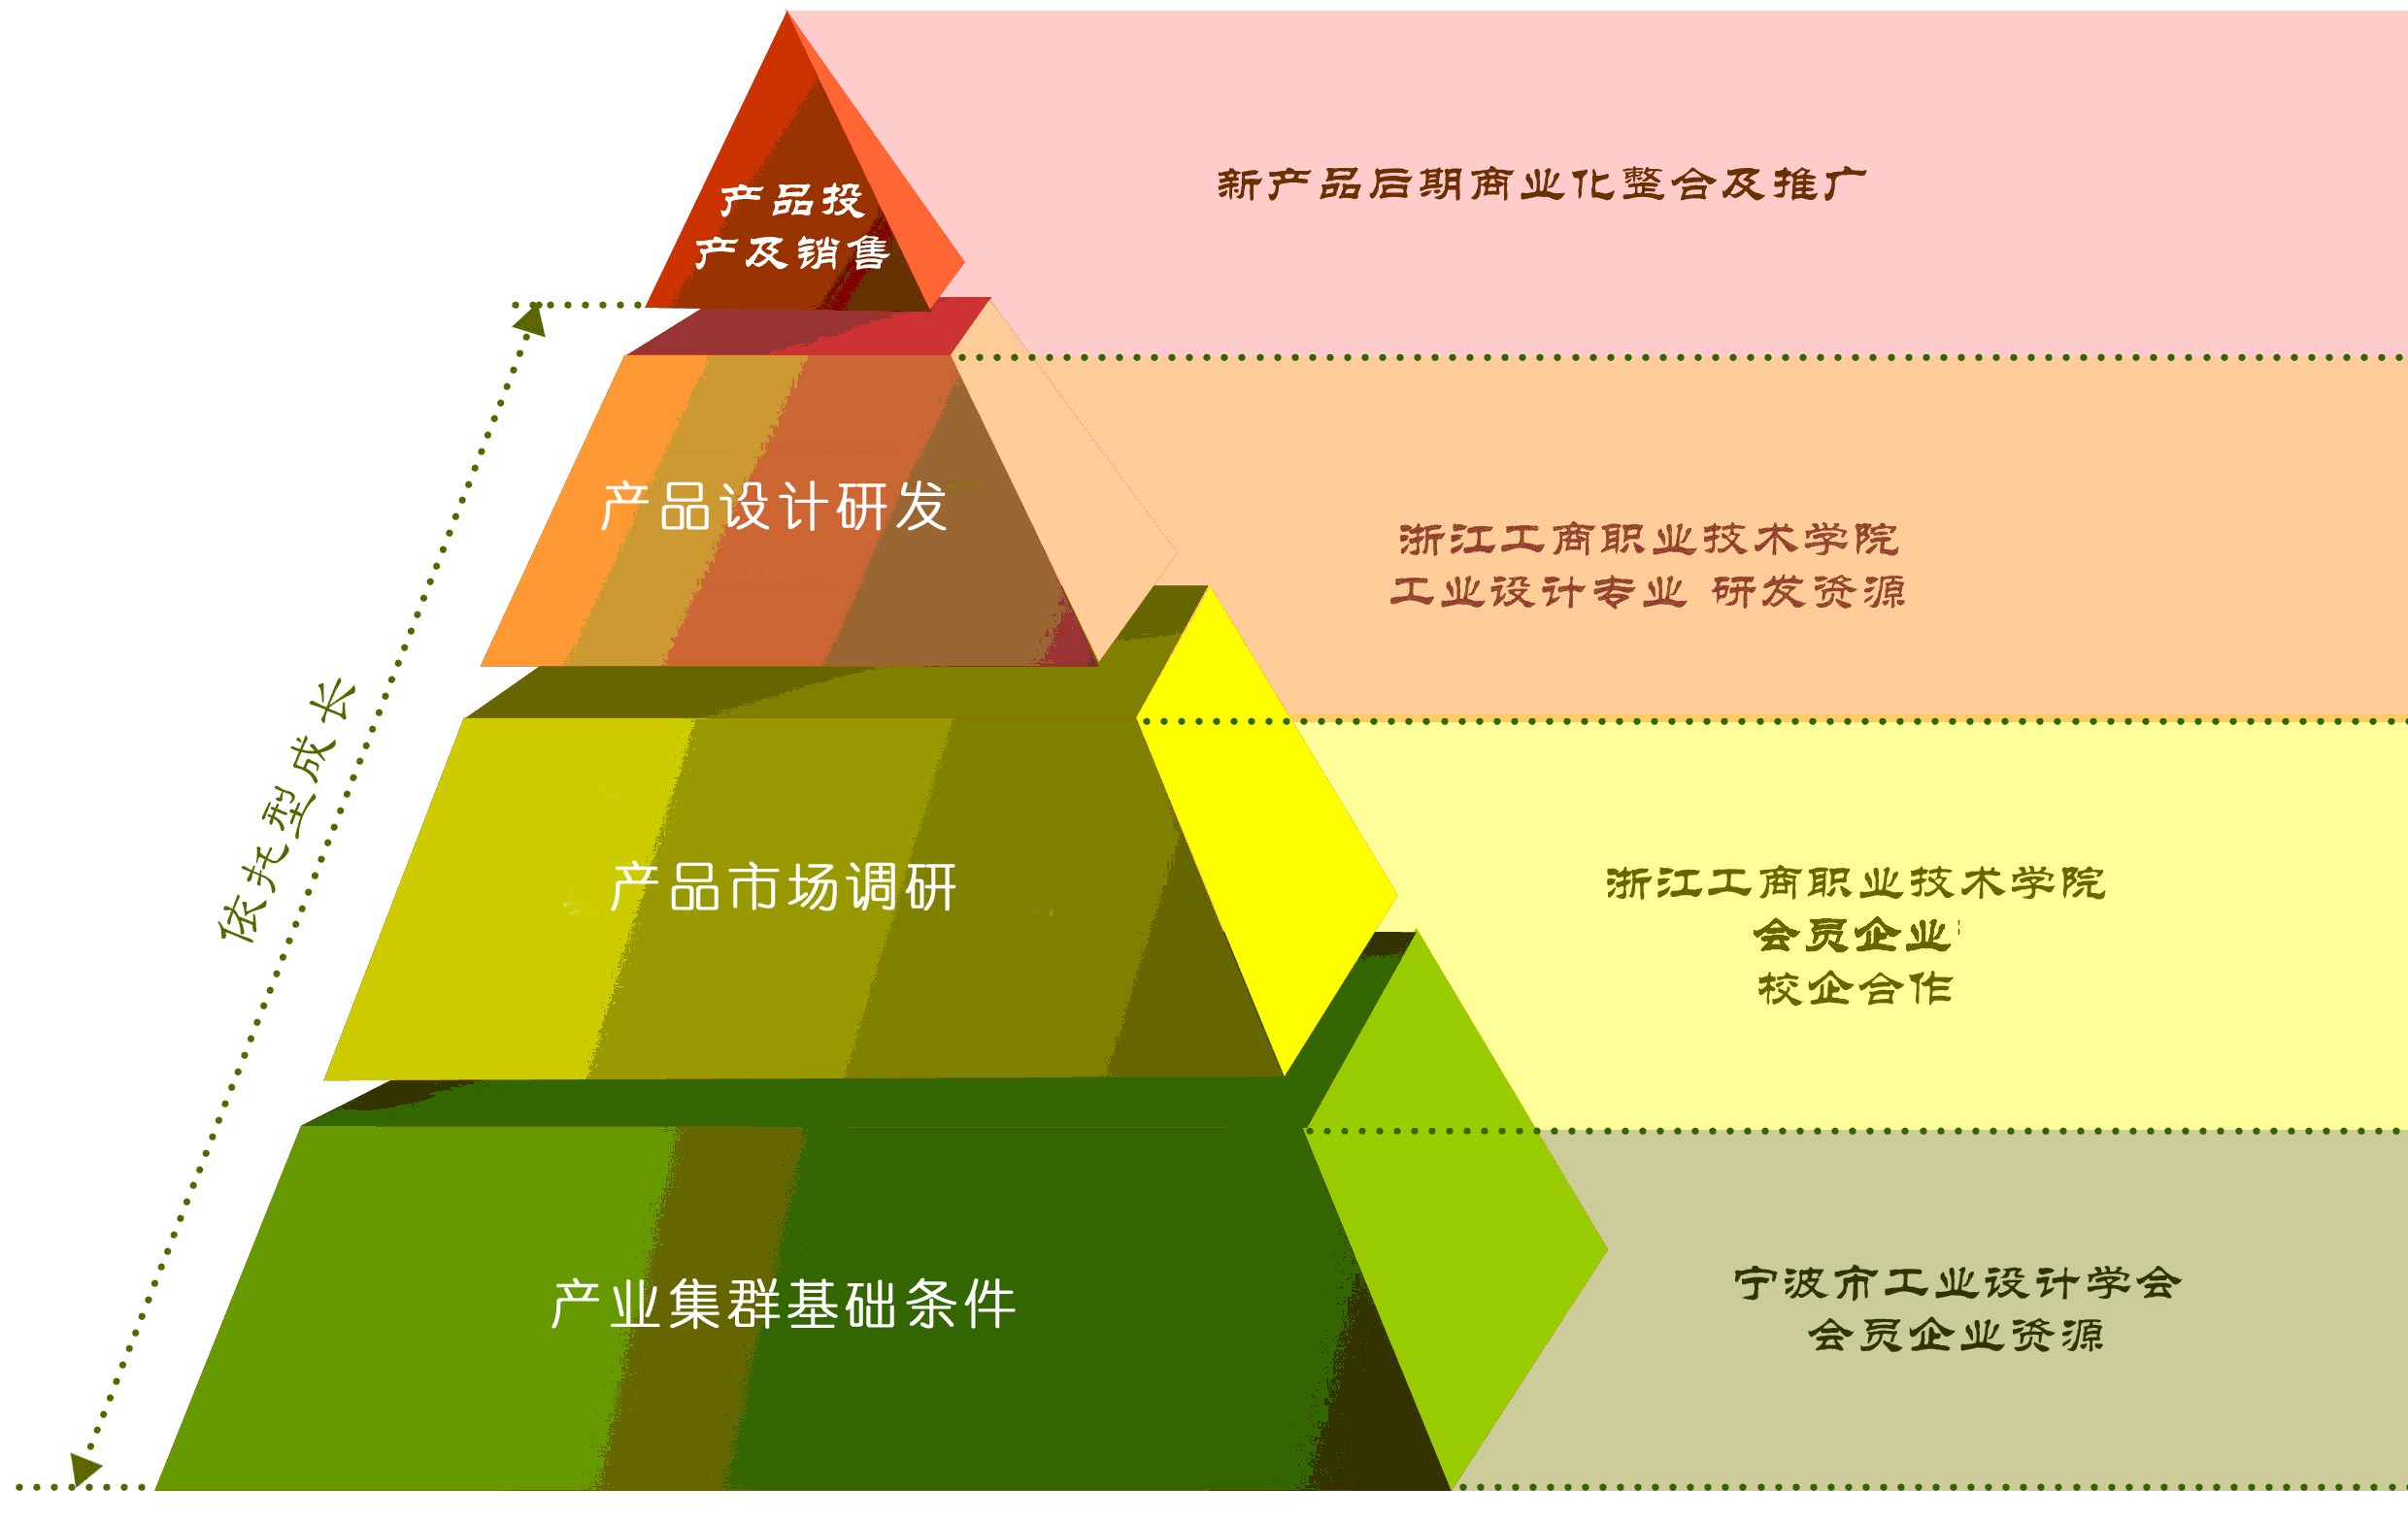 产品投
产及销售
新产品后期商业化整合及推广
产品设计研发
浙江工商职业技术学院
工业设计专业 研发资源
依托型成长
产品市场调研
浙江工商职业技术学院
会员企业
校企合作
产业集群基础条件
宁波市工业设计学会
会员企业资源